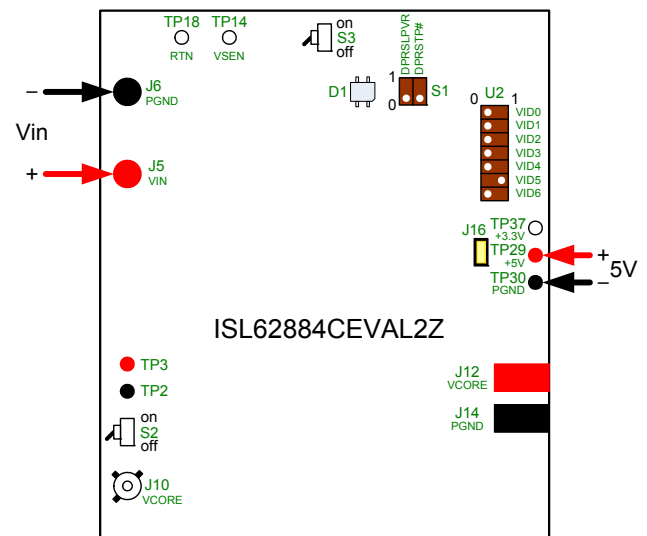 TP18 TP14
RTN VSEN
on
S3
off
DPRSLPVR
DPRSTP#
J6
PGND
–
Vin
+
J5
VIN
D1
1
0
S1
0 U2 1
VID0
VID1
VID2
VID3
VID4
VID5
VID6
TP37
+3.3V
J16
TP29
+5V
TP30
PGND
+
5V
–
ISL62884CEVAL2Z
TP3
TP2
J12
VCORE
J14
PGND
on
S2
off
J10
VCORE